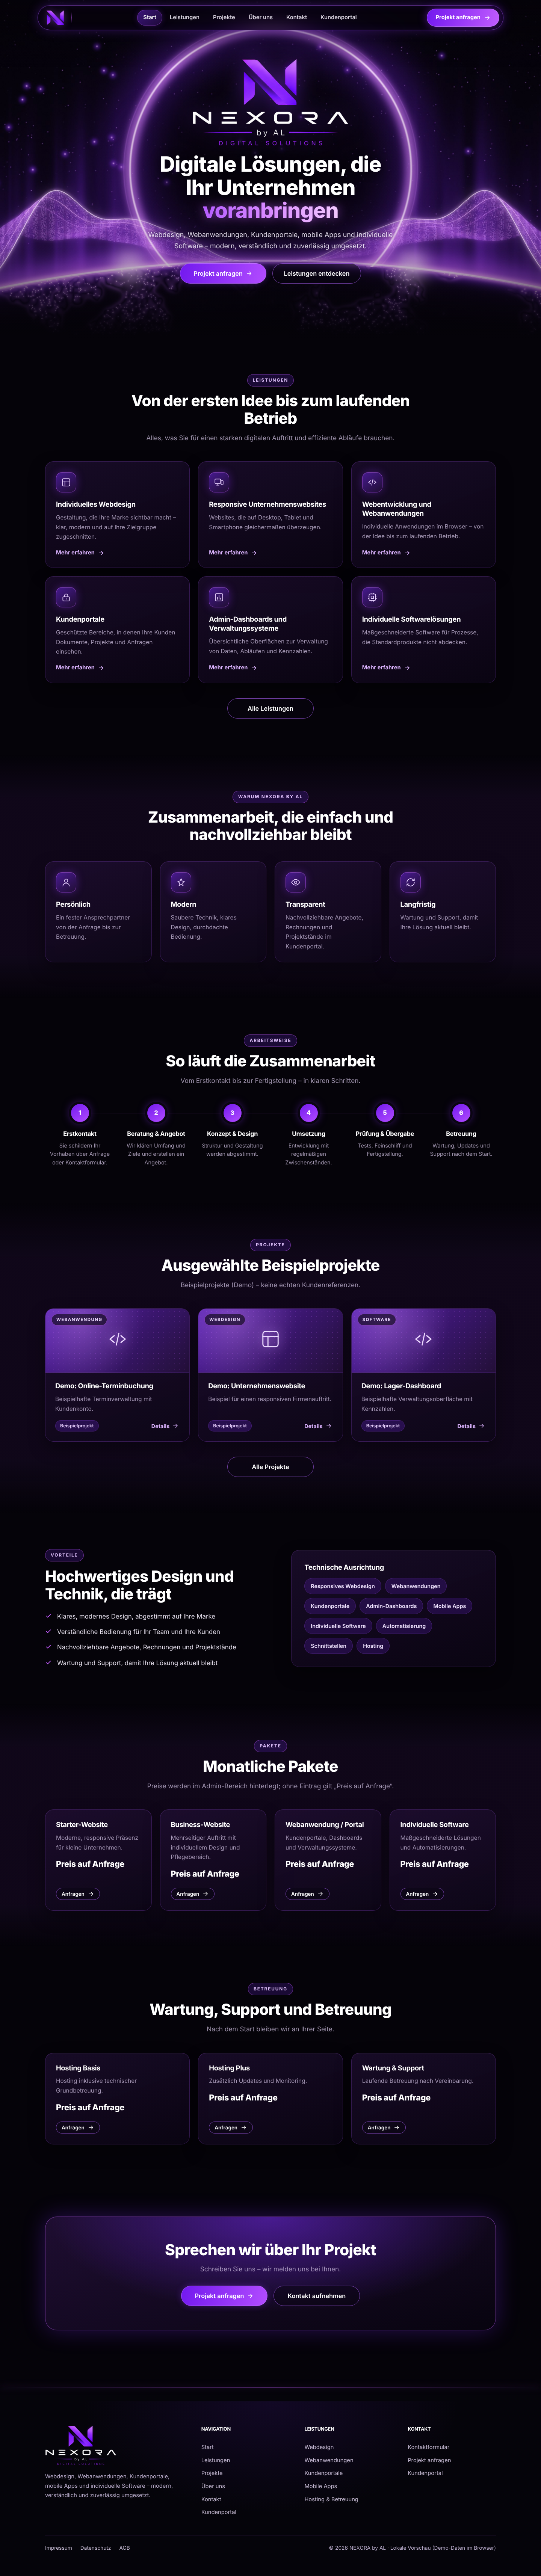 Start Leistungen Projekte Über uns Kontakt Kundenportal Projekt anfragen
NEXORA
by AL
DIGITAL SOLUTIONS
Digitale Lösungen, die
Ihr Unternehmen
voranbringen
Webdesign, Webanwendungen, Kundenportale, mobile Apps und individuelle
Software – modern, verständlich und zuverlässig umgesetzt.
Projekt anfragen Leistungen entdecken
LEISTUNGEN
Von der ersten Idee bis zum laufenden
Betrieb
Alles, was Sie für einen starken digitalen Auftritt und effiziente Abläufe brauchen.
Individuelles Webdesign
Gestaltung, die Ihre Marke sichtbar macht –
klar, modern und auf Ihre Zielgruppe
zugeschnitten.
Mehr erfahren
Responsive Unternehmenswebsites
Websites, die auf Desktop, Tablet und
Smartphone gleichermaßen überzeugen.
Mehr erfahren
Webentwicklung und
Webanwendungen
Individuelle Anwendungen im Browser – von
der Idee bis zum laufenden Betrieb.
Mehr erfahren
Kundenportale
Geschützte Bereiche, in denen Ihre Kunden
Dokumente, Projekte und Anfragen
einsehen.
Mehr erfahren
Admin-Dashboards und
Verwaltungssysteme
Übersichtliche Oberflächen zur Verwaltung
von Daten, Abläufen und Kennzahlen.
Mehr erfahren
Individuelle Softwarelösungen
Maßgeschneiderte Software für Prozesse,
die Standardprodukte nicht abdecken.
Mehr erfahren
Alle Leistungen
WARUM NEXORA BY AL
Zusammenarbeit, die einfach und
nachvollziehbar bleibt
Persönlich
Ein fester Ansprechpartner
von der Anfrage bis zur
Betreuung.
Modern
Saubere Technik, klares
Design, durchdachte
Bedienung.
Transparent
Nachvollziehbare Angebote,
Rechnungen und
Projektstände im
Kundenportal.
Langfristig
Wartung und Support, damit
Ihre Lösung aktuell bleibt.
ARBEITSWEISE
So läuft die Zusammenarbeit
Vom Erstkontakt bis zur Fertigstellung – in klaren Schritten.
1
Erstkontakt
Sie schildern Ihr
Vorhaben über Anfrage
oder Kontaktformular.
2
Beratung & Angebot
Wir klären Umfang und
Ziele und erstellen ein
Angebot.
3
Konzept & Design
Struktur und Gestaltung
werden abgestimmt.
4
Umsetzung
Entwicklung mit
regelmäßigen
Zwischenständen.
5
Prüfung & Übergabe
Tests, Feinschliff und
Fertigstellung.
6
Betreuung
Wartung, Updates und
Support nach dem Start.
PROJEKTE
Ausgewählte Beispielprojekte
Beispielprojekte (Demo) – keine echten Kundenreferenzen.
WEBANWENDUNG
Demo: Online-Terminbuchung
Beispielhafte Terminverwaltung mit
Kundenkonto.
Beispielprojekt Details
WEBDESIGN
Demo: Unternehmenswebsite
Beispiel für einen responsiven Firmenauftritt.
Beispielprojekt Details
SOFTWARE
Demo: Lager-Dashboard
Beispielhafte Verwaltungsoberfläche mit
Kennzahlen.
Beispielprojekt Details
Alle Projekte
VORTEILE
Hochwertiges Design und
Technik, die trägt
Klares, modernes Design, abgestimmt auf Ihre Marke
Verständliche Bedienung für Ihr Team und Ihre Kunden
Nachvollziehbare Angebote, Rechnungen und Projektstände
Wartung und Support, damit Ihre Lösung aktuell bleibt
Technische Ausrichtung
Responsives Webdesign Webanwendungen
Kundenportale Admin-Dashboards Mobile Apps
Individuelle Software Automatisierung
Schnittstellen Hosting
PAKETE
Monatliche Pakete
Preise werden im Admin-Bereich hinterlegt; ohne Eintrag gilt „Preis auf Anfrage“.
Starter-Website
Moderne, responsive Präsenz
für kleine Unternehmen.
Preis auf Anfrage
Anfragen
Business-Website
Mehrseitiger Auftritt mit
individuellem Design und
Pflegebereich.
Preis auf Anfrage
Anfragen
Webanwendung / Portal
Kundenportale, Dashboards
und Verwaltungssysteme.
Preis auf Anfrage
Anfragen
Individuelle Software
Maßgeschneiderte Lösungen
und Automatisierungen.
Preis auf Anfrage
Anfragen
BETREUUNG
Wartung, Support und Betreuung
Nach dem Start bleiben wir an Ihrer Seite.
Hosting Basis
Hosting inklusive technischer
Grundbetreuung.
Preis auf Anfrage
Anfragen
Hosting Plus
Zusätzlich Updates und Monitoring.
Preis auf Anfrage
Anfragen
Wartung & Support
Laufende Betreuung nach Vereinbarung.
Preis auf Anfrage
Anfragen
Sprechen wir über Ihr Projekt
Schreiben Sie uns – wir melden uns bei Ihnen.
Projekt anfragen Kontakt aufnehmen
NEXORA
by AL
Webdesign, Webanwendungen, Kundenportale,
mobile Apps und individuelle Software – modern,
verständlich und zuverlässig umgesetzt.
NAVIGATION
Start
Leistungen
Projekte
Über uns
Kontakt
Kundenportal
LEISTUNGEN
Webdesign
Webanwendungen
Kundenportale
Mobile Apps
Hosting & Betreuung
KONTAKT
Kontaktformular
Projekt anfragen
Kundenportal
Impressum Datenschutz AGB
© 2026 NEXORA by AL · Lokale Vorschau (Demo-Daten im Browser)